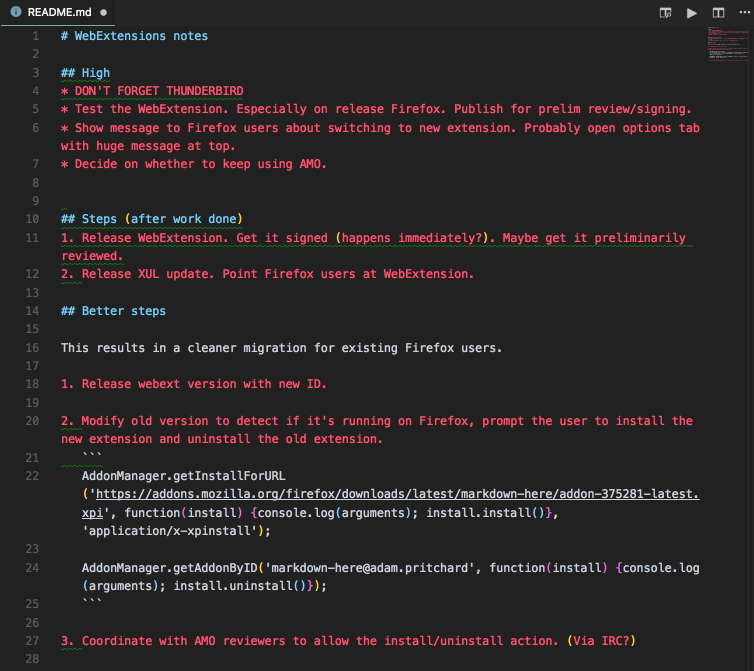 README.md
1 # WebExtensions notes
2
3 ## High
4 * DON'T FORGET THUNDERBIRD
5 * Test the WebExtension. Especially on release Firefox. Publish for prelim review/signing.
6 * Show message to Firefox users about switching to new extension. Probably open options tab
with huge message at top.
7 * Decide on whether to keep using AMO.
8
9
10 ## Steps (after work done)
11 1. Release WebExtension. Get it signed (happens immediately?). Maybe get it preliminarily
reviewed.
12 2. Release XUL update. Point Firefox users at WebExtension.
13
14 ## Better steps
15
16 This results in a cleaner migration for existing Firefox users.
17
18 1. Release webext version with new ID.
19
20 2. Modify old version to detect if it's running on Firefox, prompt the user to install the
new extension and uninstall the old extension.
21 ```
22 AddonManager.getInstallForURL
('https://addons.mozilla.org/firefox/downloads/latest/markdown-here/addon-375281-latest.
xpi', function(install) {console.log(arguments); install.install()},
'application/x-xpinstall');
23
24 AddonManager.getAddonByID('markdown-here@adam.pritchard', function(install) {console.log
(arguments); install.uninstall()});
25 ```
26
27 3. Coordinate with AMO reviewers to allow the install/uninstall action. (Via IRC?)
28